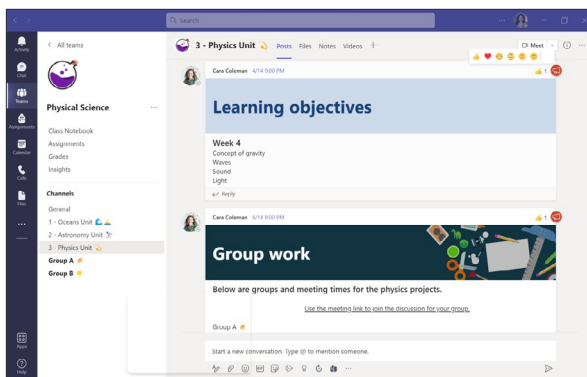 Search
Activity
Chat
Teams
Assignments
Calendar
Calls
Files
Apps
Help
All teams
Physical Science
Class Notebook
Assignments
Grades
Insights
Channels
General
1 - Oceans Unit
2 - Astronomy Unit
3 - Physics Unit
Group A
Group B
3 - Physics Unit Posts Files Notes Videos
Meet
Cara Coleman 4/14 9:00 PM
1
Learning objectives
Week 4
Concept of gravity
Waves
Sound
Light
Reply
Cara Coleman 4/14 9:00 PM
1
Group work
Below are groups and meeting times for the physics projects.
Use the meeting link to join the discussion for your group.
Group A
Start a new conversation. Type @ to mention someone.
GIF